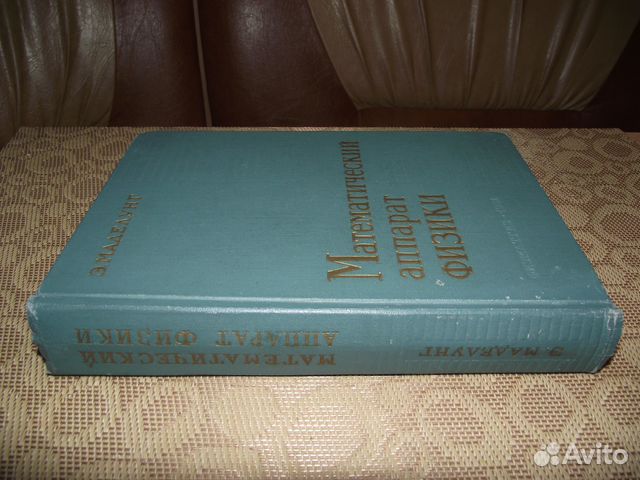 Э. МАДЕЛУНГ
Математический
аппарат
физики
МАТЕМАТИЧЕСКИЙ
АППАРАТ ФИЗИКИ
Э. МАДЕЛУНГ
Avito